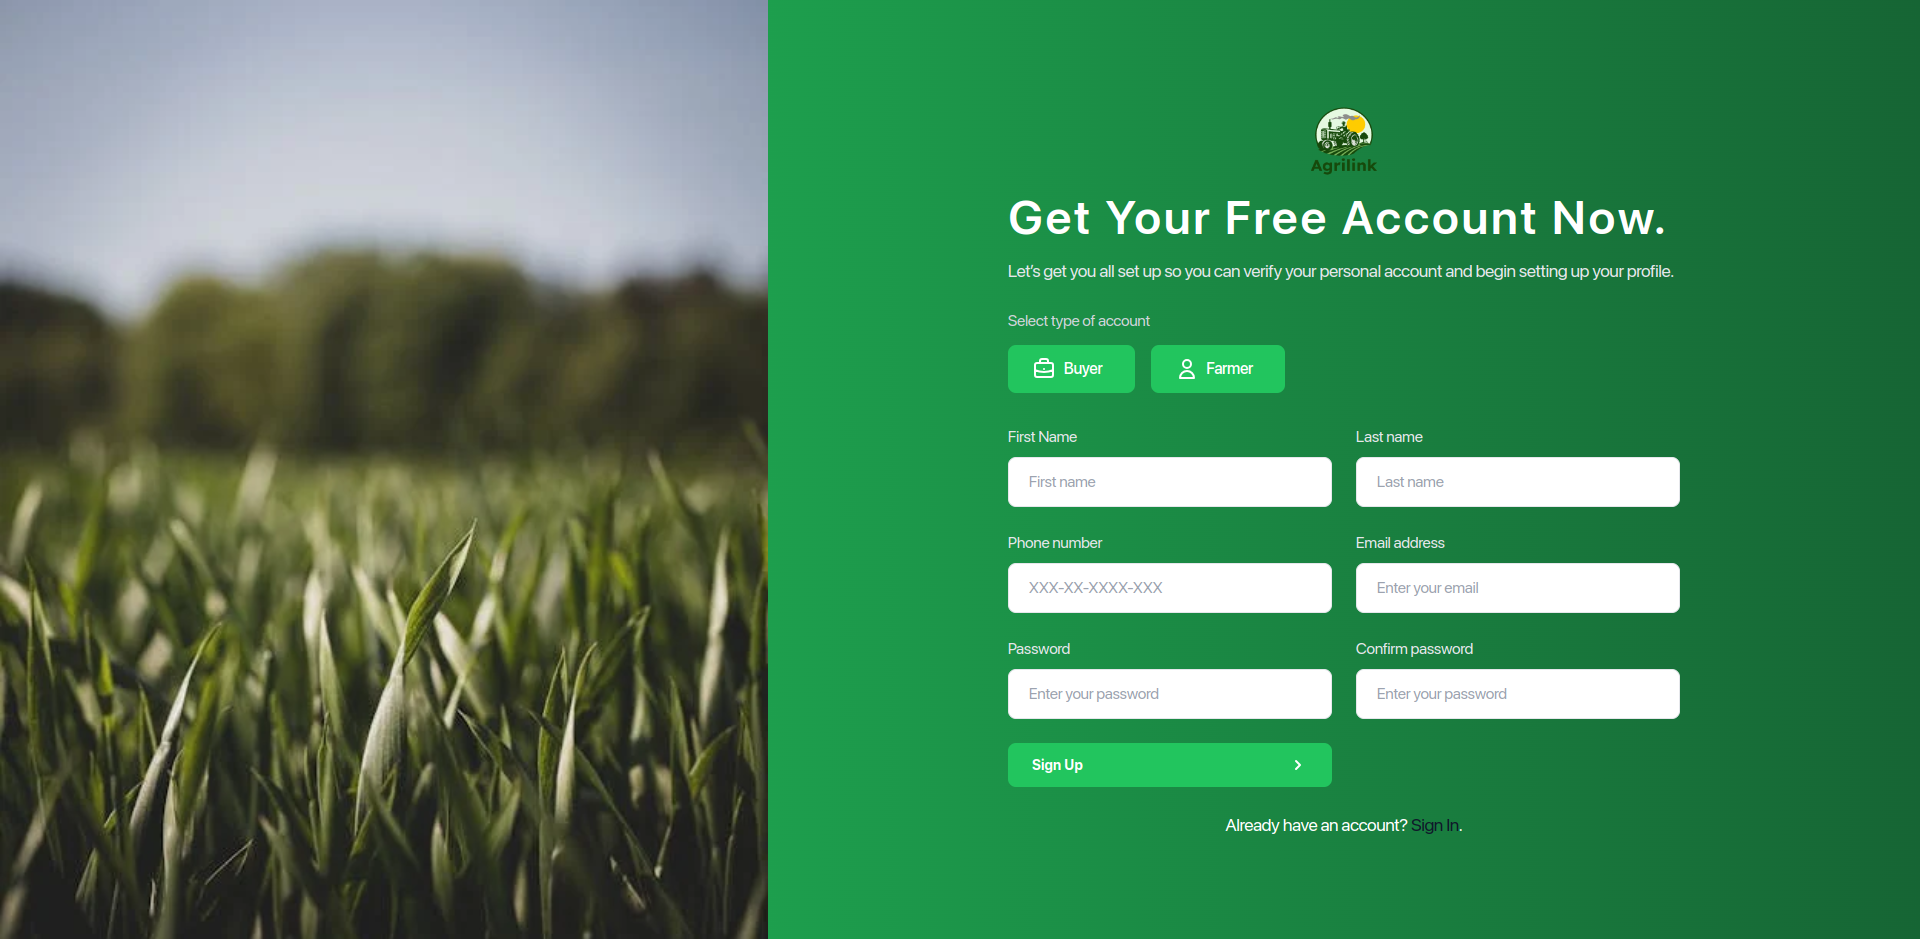 Agrilink
Get Your Free Account Now.
Let's get you all set up so you can verify your personal account and begin setting up your profile.
Select type of account
Buyer Farmer
First Name Last name
First name Last name
Phone number Email address
XXX-XX-XXXX-XXX Enter your email
Password Confirm password
Enter your password Enter your password
Sign Up
Already have an account? Sign In.